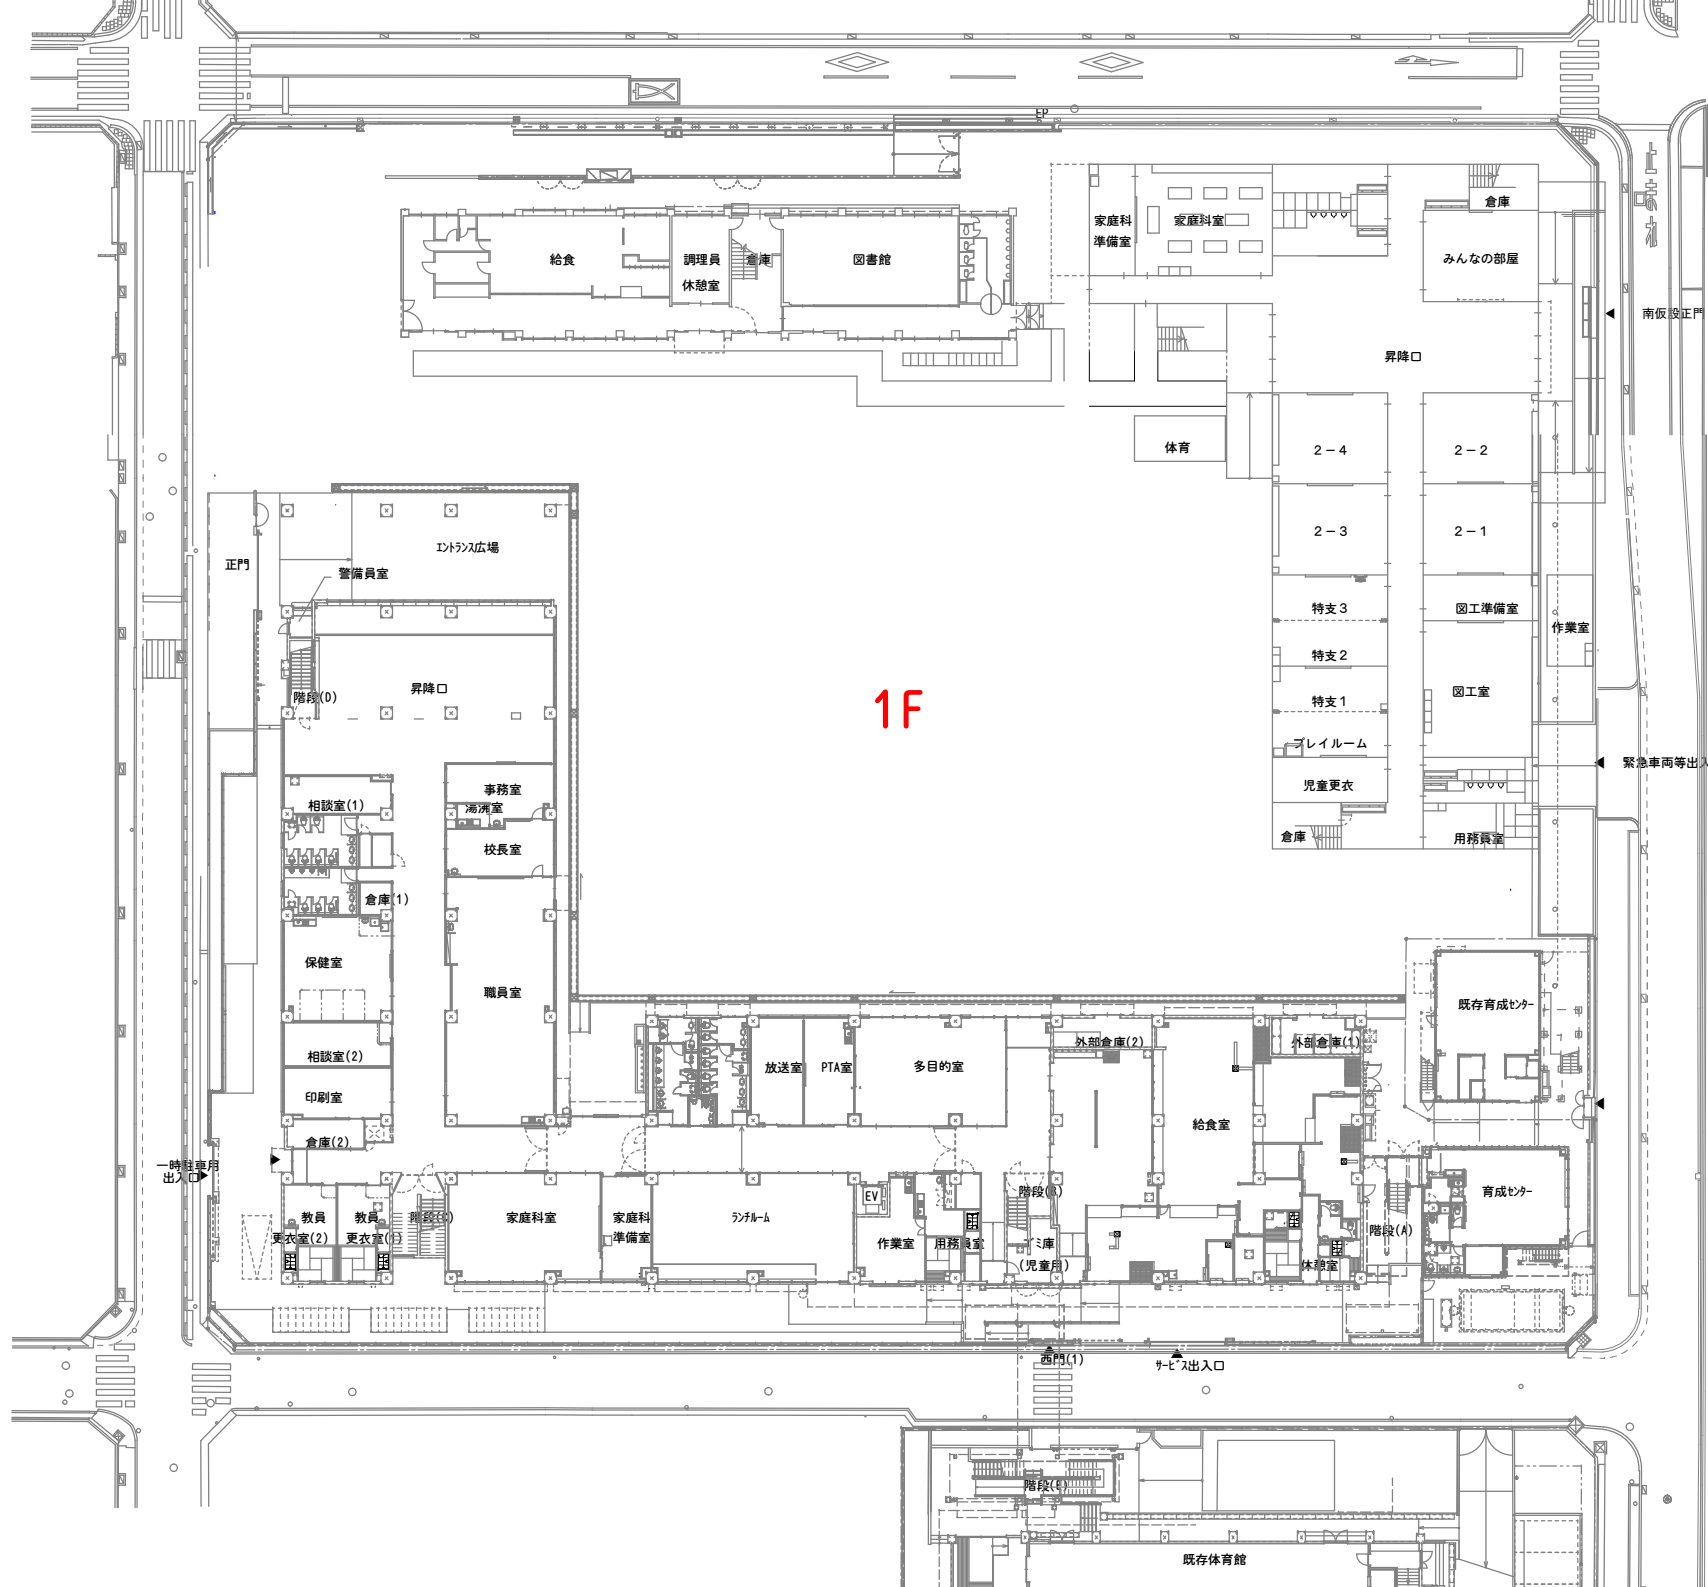 EP
倉庫
家庭科
準備室
家庭科室
給食
調理員
休憩室
倉庫
図書館
みんなの部屋
南仮設正門
昇降口
体育
2－4
2－2
2－3
2－1
エントランス広場
正門
警備員室
特支3
図工準備室
作業室
特支2
階段(D)
昇降口
1F
特支1
図工室
プレイルーム
緊急車両等出入
児童更衣
事務室
湯沸室
相談室(1)
校長室
倉庫
用務員室
倉庫(1)
保健室
職員室
既存育成センター
相談室(2)
放送室
PTA室
多目的室
外部倉庫(2)
外部倉庫(1)
印刷室
給食室
倉庫(2)
一時駐車用
出入口
教員
更衣室(2)
教員
更衣室(1)
階段(C)
家庭科室
家庭科
準備室
ランチルーム
EV
作業室
用務員室
階段(B)
ゴミ庫
(児童用)
休憩室
階段(A)
育成センター
西門(1)
サービス出入口
階段(E)
既存体育館